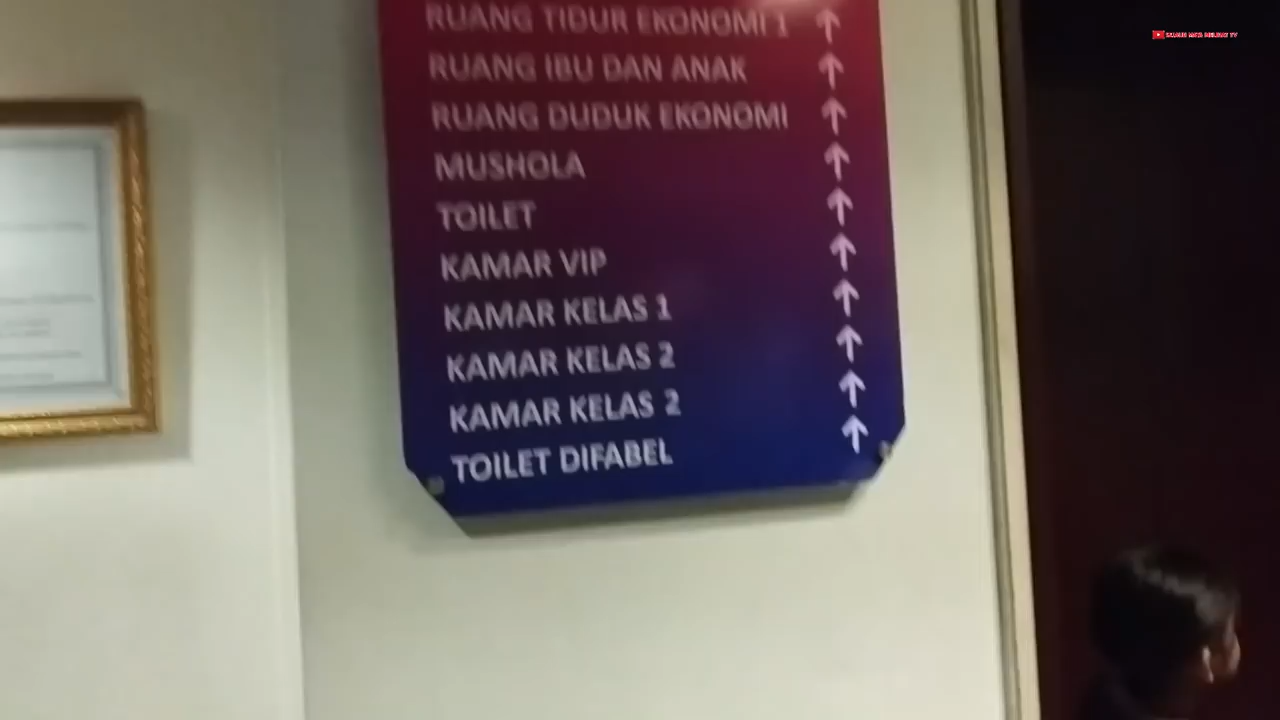 RUANG TIDUR EKONOMI 1 ↑
RUANG IBU DAN ANAK ↑
RUANG DUDUK EKONOMI ↑
MUSHOLA ↑
TOILET ↑
KAMAR VIP ↑
KAMAR KELAS 1 ↑
KAMAR KELAS 2 ↑
KAMAR KELAS 2 ↑
TOILET DIFABEL ↑